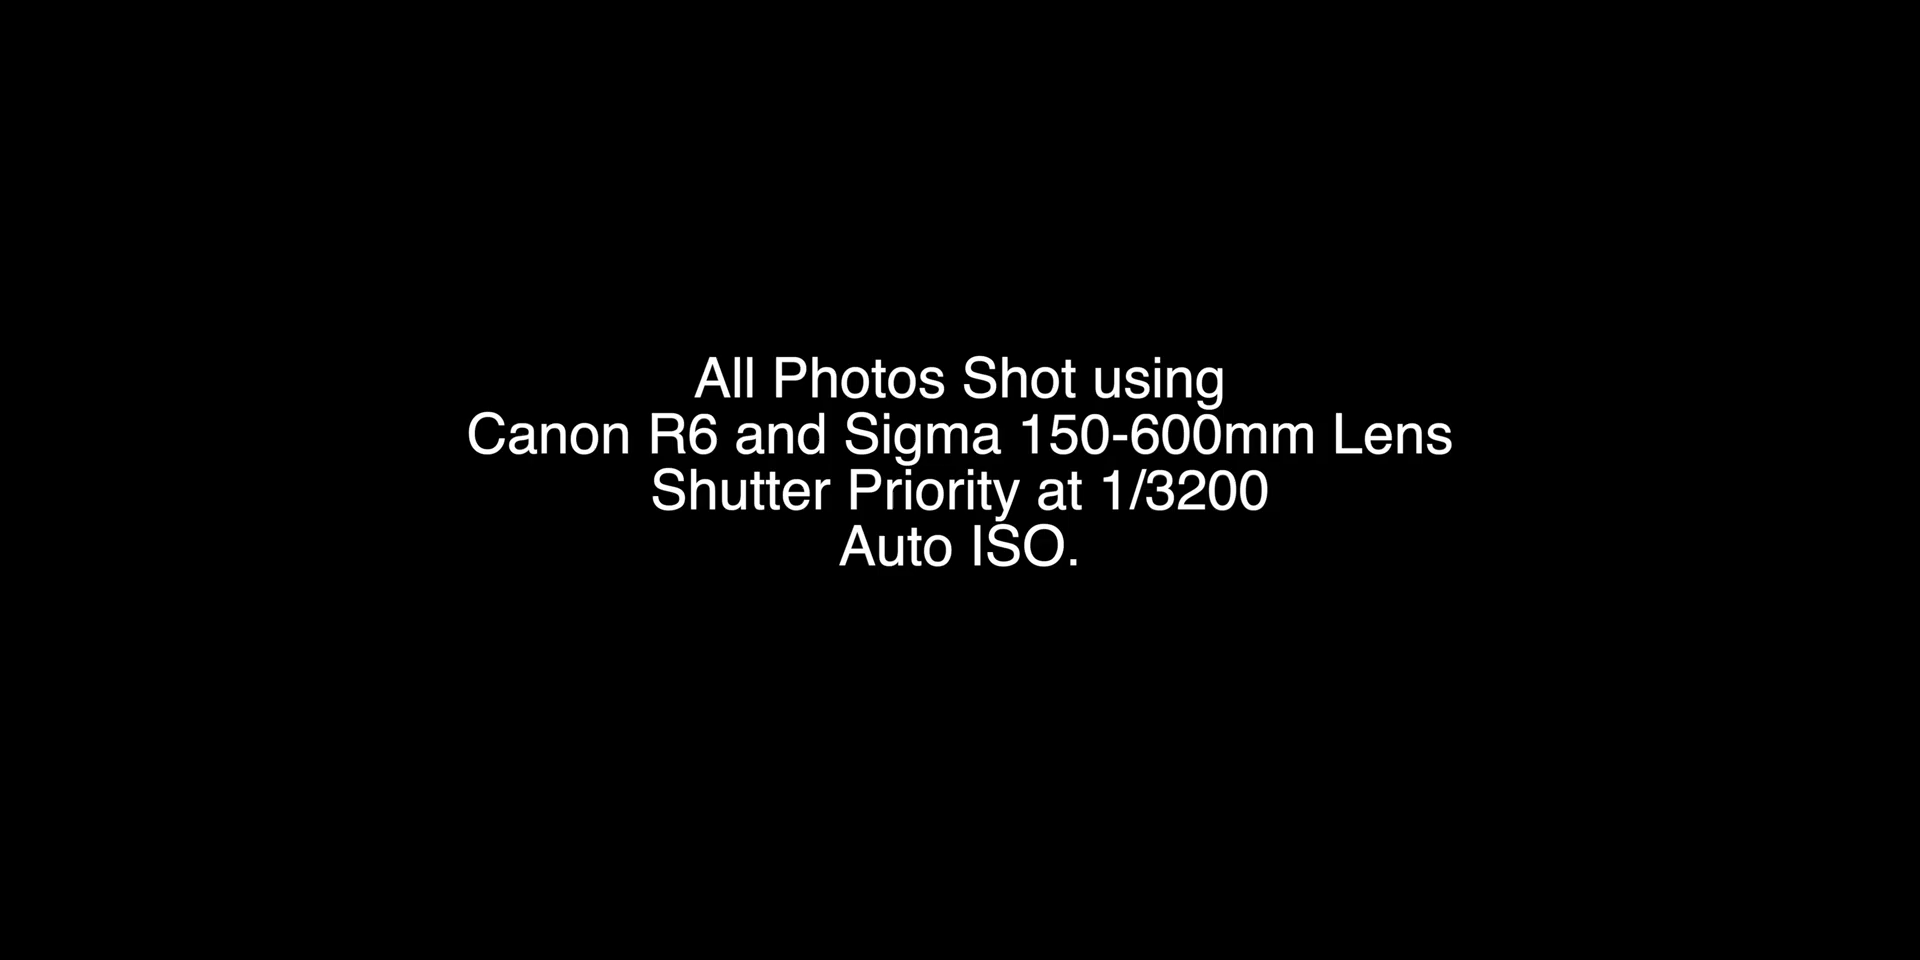 All Photos Shot using
Canon R6 and Sigma 150-600mm Lens
Shutter Priority at 1/3200
Auto ISO.